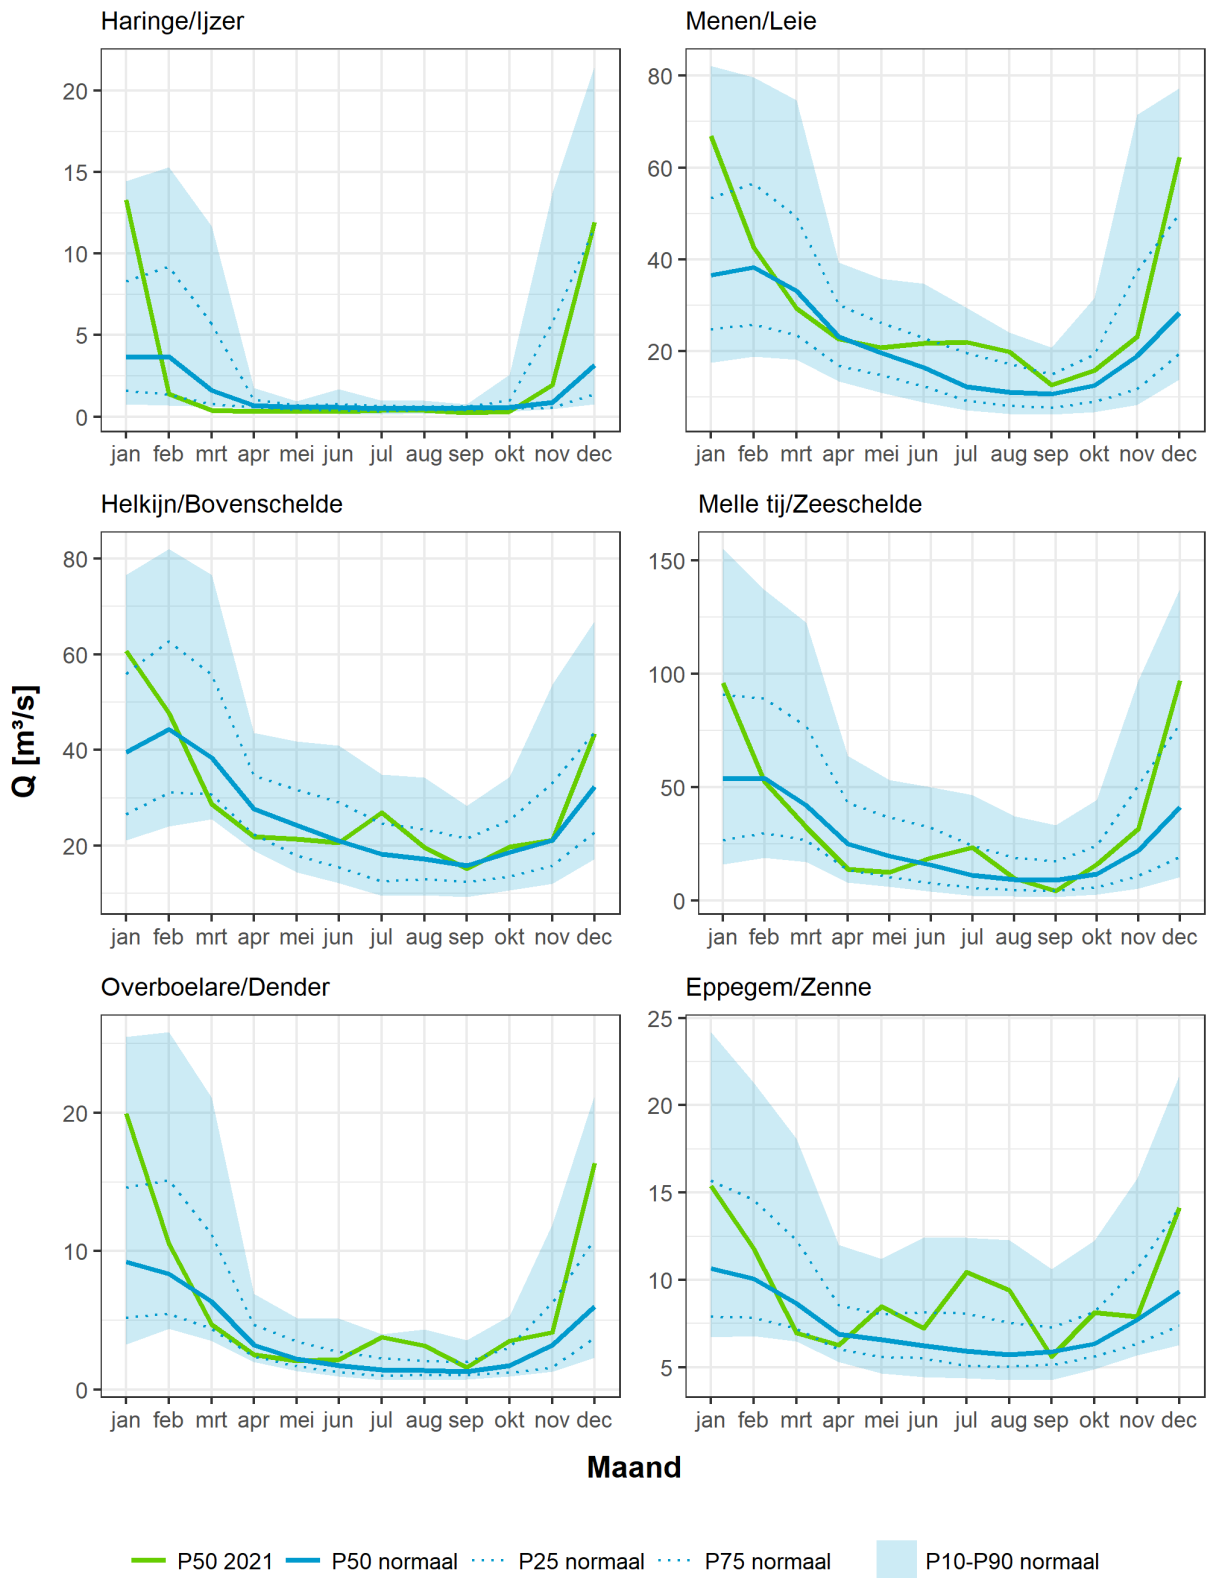 Haringe/Ijzer
20
15
10
5
0
jan feb mrt apr mei jun jul aug sep okt nov dec
Menen/Leie
80
60
40
20
jan feb mrt apr mei jun jul aug sep okt nov dec
Helkijn/Bovenschelde
80
60
40
20
jan feb mrt apr mei jun jul aug sep okt nov dec
Melle tij/Zeeschelde
150
100
50
0
jan feb mrt apr mei jun jul aug sep okt nov dec
Q [m³/s]
Overboelare/Dender
20
10
0
jan feb mrt apr mei jun jul aug sep okt nov dec
Eppegem/Zenne
25
20
15
10
5
jan feb mrt apr mei jun jul aug sep okt nov dec
Maand
P50 2021 P50 normaal P25 normaal P75 normaal P10-P90 normaal